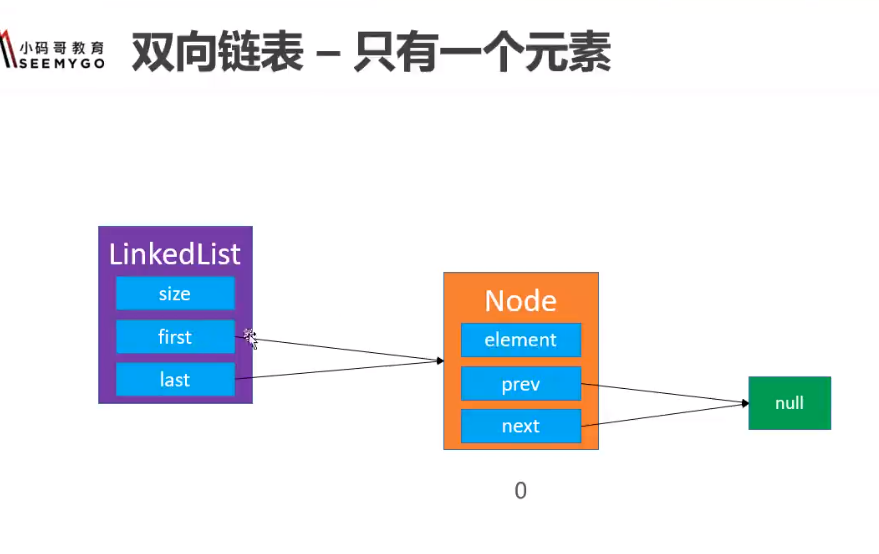 小码哥教育
SEEMYGO
双向链表 – 只有一个元素
LinkedList
size
first
last
Node
element
prev
next
null
0